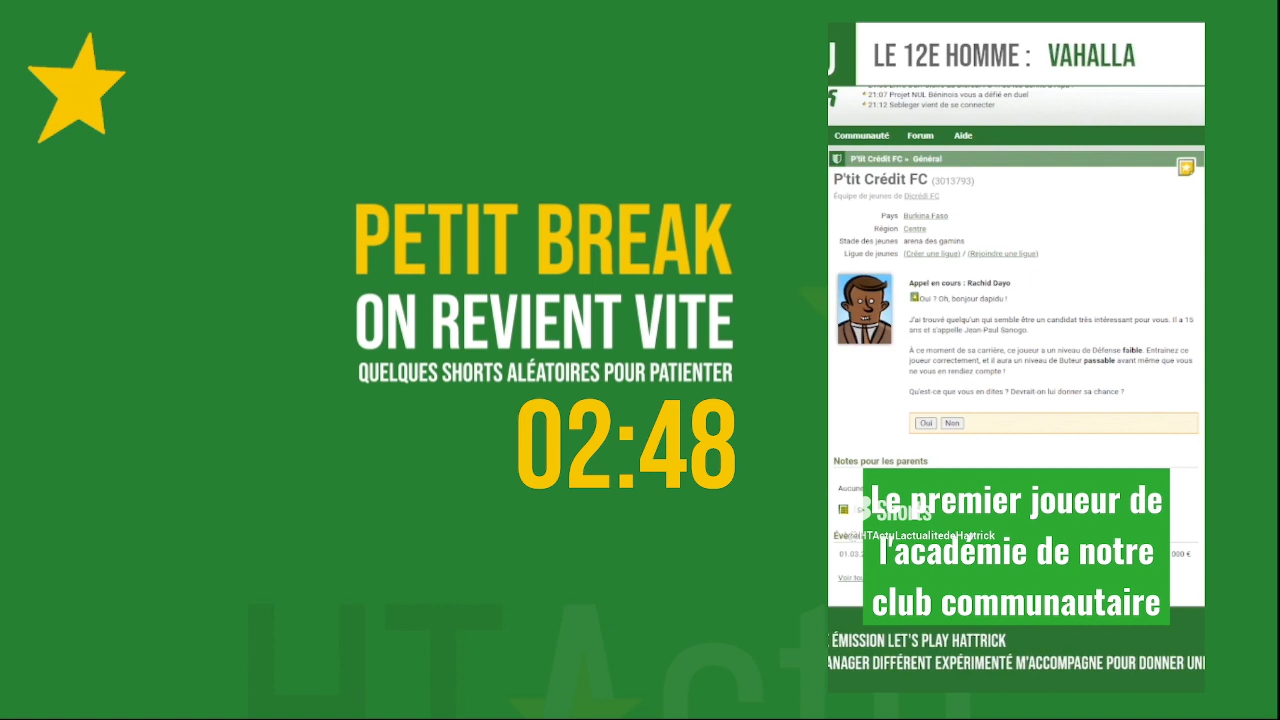 PETIT BREAK
ON REVIENT VITE
QUELQUES SHORTS ALÉATOIRES POUR PATIENTER
02:48
LE 12E HOMME : VAHALLA
21:07 Projet NUL Béninois vous a défié en duel
21:12 Sebleger vient de se connecter
Communauté Forum Aide
P'tit Crédit FC » Général
P'tit Crédit FC (3013793)
Équipe de jeunes de Dicrédi FC
Pays Burkina Faso
Région Centre
Stade des jeunes arena des gamins
Ligue de jeunes (Créer une ligue) / (Rejoindre une ligue)
Appel en cours : Rachid Dayo
Oui ? Oh, bonjour dapidu !
J'ai trouvé quelqu'un qui semble être un candidat très intéressant pour vous. Il a 15
ans et s'appelle Jean-Paul Sanogo.
À ce moment de sa carrière, ce joueur a un niveau de Défense faible. Entrainez ce
joueur correctement, et il aura un niveau de Buteur passable avant même que vous
ne vous en rendiez compte !
Qu'est-ce que vous en dites ? Devrait-on lui donner sa chance ?
Oui Non
Notes pour les parents
Aucune
Le premier joueur de
Shorts
HTActuLactualitedeHattrick
l'académie de notre
01.03.2 000 €
Voir tou
club communautaire
ÉMISSION LET'S PLAY HATTRICK
ANAGER DIFFÉRENT EXPÉRIMENTÉ M'ACCOMPAGNE POUR DONNER UN
HTActu